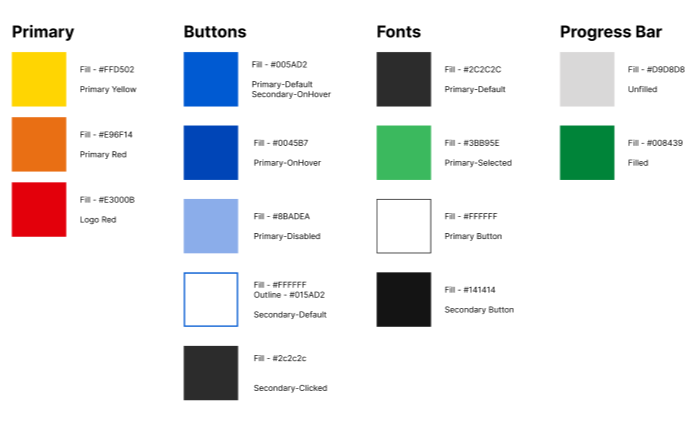 Primary
Fill - #FFD502
Primary Yellow
Fill - #E96F14
Primary Red
Fill - #E3000B
Logo Red
Buttons
Fill - #005AD2
Primary-Default
Secondary-OnHover
Fill - #0045B7
Primary-OnHover
Fill - #8BADEA
Primary-Disabled
Fill - #FFFFFF
Outline - #015AD2
Secondary-Default
Fill - #2c2c2c
Secondary-Clicked
Fonts
Fill - #2C2C2C
Primary-Default
Fill - #3BB95E
Primary-Selected
Fill - #FFFFFF
Primary Button
Fill - #141414
Secondary Button
Progress Bar
Fill - #D9D8D8
Unfilled
Fill - #008439
Filled